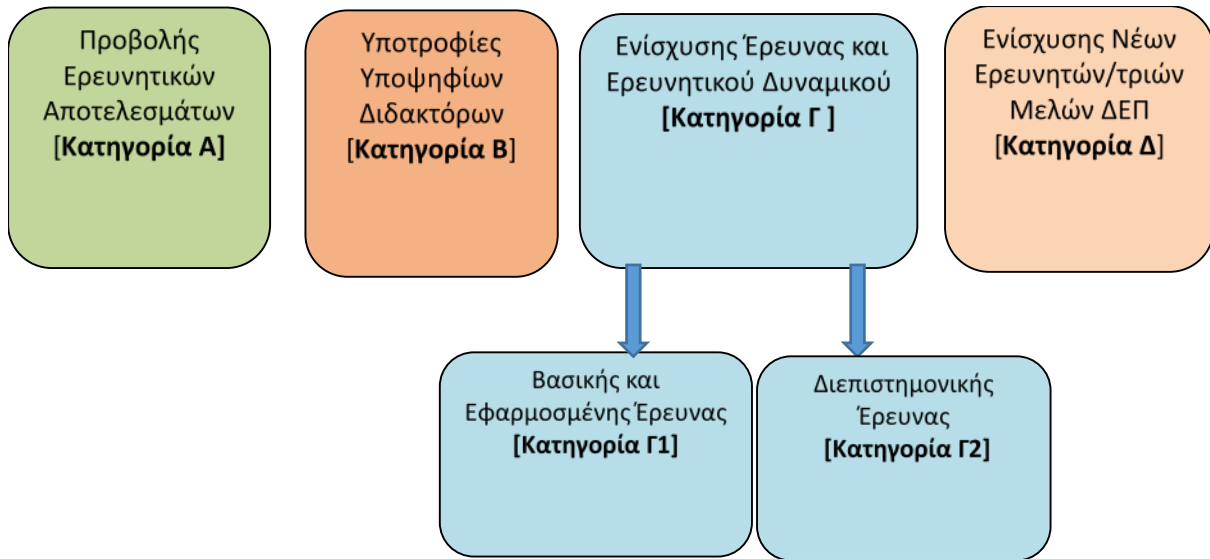 Προβολής
Ερευνητικών
Αποτελεσμάτων
[Κατηγορία Α]
Υποτροφίες
Υποψηφίων
Διδακτόρων
[Κατηγορία Β]
Ενίσχυσης Έρευνας και
Ερευνητικού Δυναμικού
[Κατηγορία Γ ]
Ενίσχυσης Νέων
Ερευνητών/τριών
Μελών ΔΕΠ
[Κατηγορία Δ]
Βασικής και
Εφαρμοσμένης Έρευνας
[Κατηγορία Γ1]
Διεπιστημονικής
Έρευνας
[Κατηγορία Γ2]